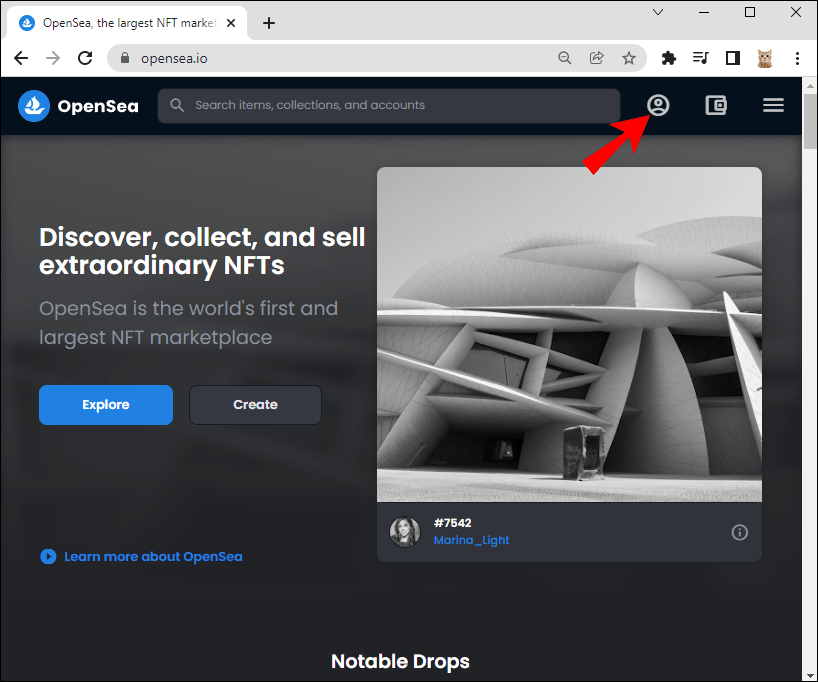 OpenSea, the largest NFT market
opensea.io
OpenSea
Search items, collections, and accounts
Discover, collect, and sell
extraordinary NFTs
OpenSea is the world's first and
largest NFT marketplace
Explore
Create
#7542
Marina_Light
Learn more about OpenSea
Notable Drops